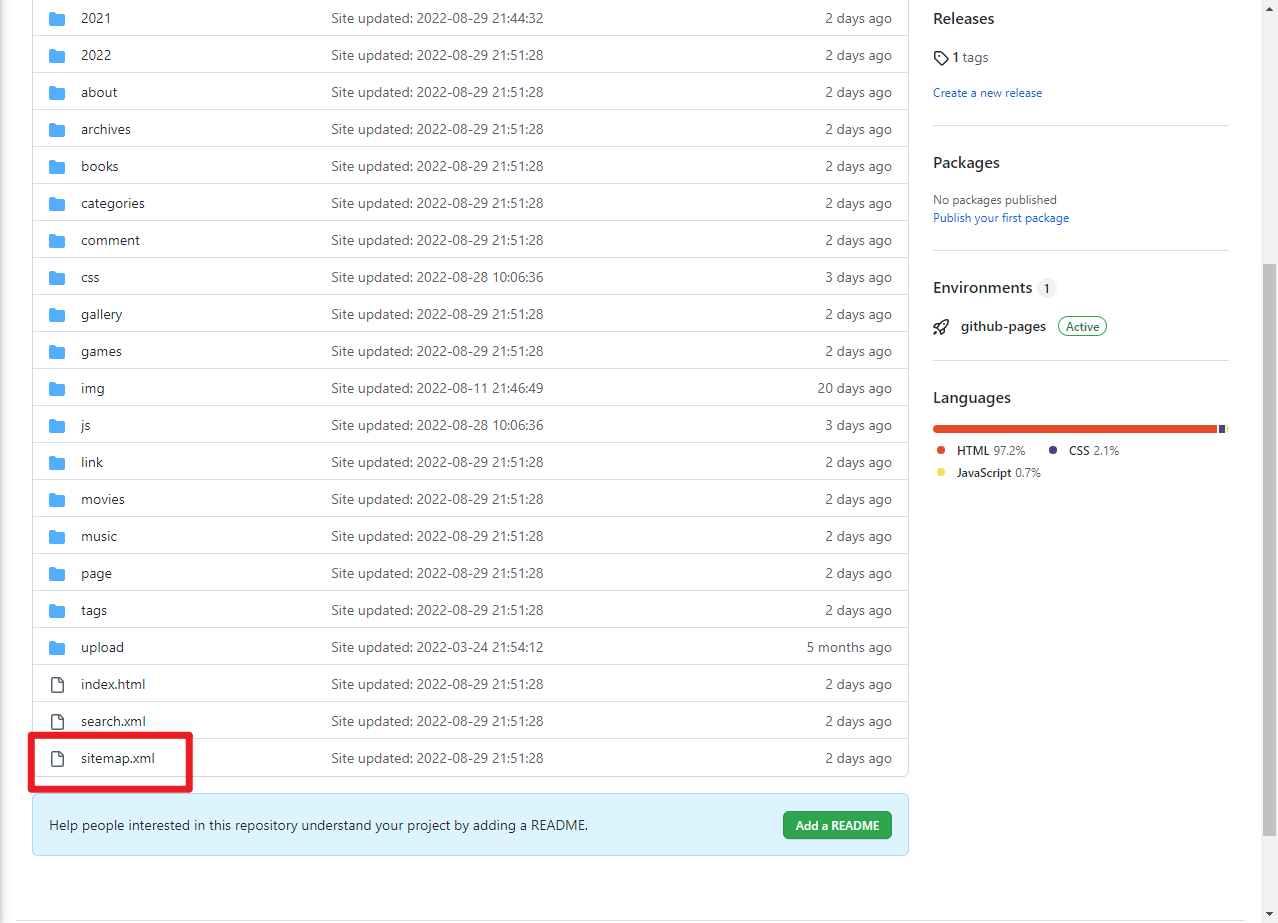 2021 Site updated: 2022-08-29 21:44:32 2 days ago
2022 Site updated: 2022-08-29 21:51:28 2 days ago
about Site updated: 2022-08-29 21:51:28 2 days ago
archives Site updated: 2022-08-29 21:51:28 2 days ago
books Site updated: 2022-08-29 21:51:28 2 days ago
categories Site updated: 2022-08-29 21:51:28 2 days ago
comment Site updated: 2022-08-29 21:51:28 2 days ago
css Site updated: 2022-08-28 10:06:36 3 days ago
gallery Site updated: 2022-08-29 21:51:28 2 days ago
games Site updated: 2022-08-29 21:51:28 2 days ago
img Site updated: 2022-08-11 21:46:49 20 days ago
js Site updated: 2022-08-28 10:06:36 3 days ago
link Site updated: 2022-08-29 21:51:28 2 days ago
movies Site updated: 2022-08-29 21:51:28 2 days ago
music Site updated: 2022-08-29 21:51:28 2 days ago
page Site updated: 2022-08-29 21:51:28 2 days ago
tags Site updated: 2022-08-29 21:51:28 2 days ago
upload Site updated: 2022-03-24 21:54:12 5 months ago
index.html Site updated: 2022-08-29 21:51:28 2 days ago
search.xml Site updated: 2022-08-29 21:51:28 2 days ago
sitemap.xml Site updated: 2022-08-29 21:51:28 2 days ago
Help people interested in this repository understand your project by adding a README. Add a README
Releases
1 tags
Create a new release
Packages
No packages published
Publish your first package
Environments 1
github-pages Active
Languages
HTML 97.2% CSS 2.1%
JavaScript 0.7%